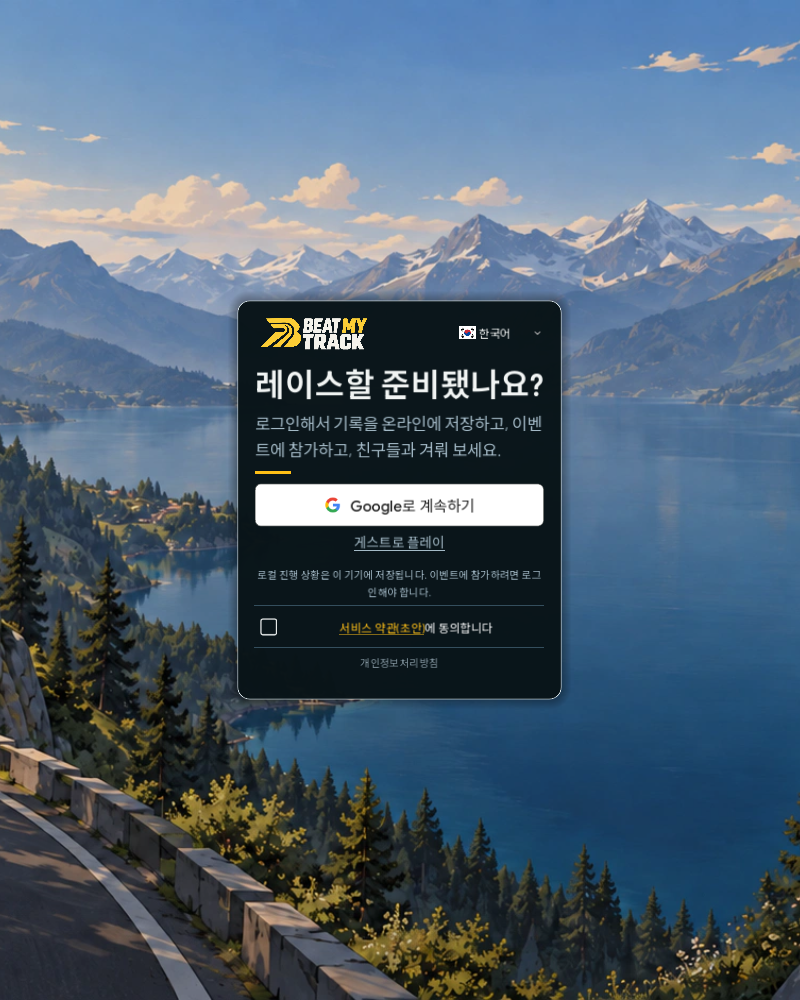 BEAT MY
TRACK
한국어
레이스할 준비됐나요?
로그인해서 기록을 온라인에 저장하고, 이벤
트에 참가하고, 친구들과 겨뤄 보세요.
Google로 계속하기
게스트로 플레이
로컬 진행 상황은 이 기기에 저장됩니다. 이벤트에 참가하려면 로그
인해야 합니다.
서비스 약관(초안)에 동의합니다
개인정보처리방침